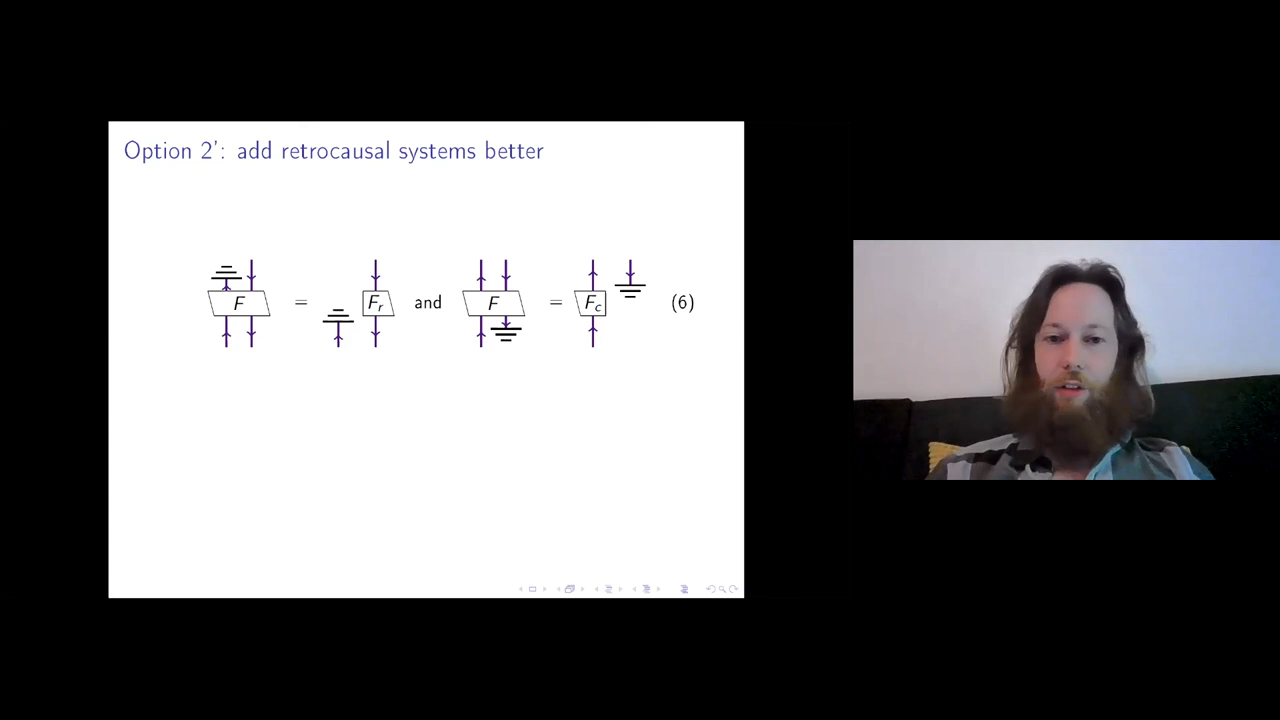 Option 2': add retrocausal systems better
F = F_r and F = F_c (6)